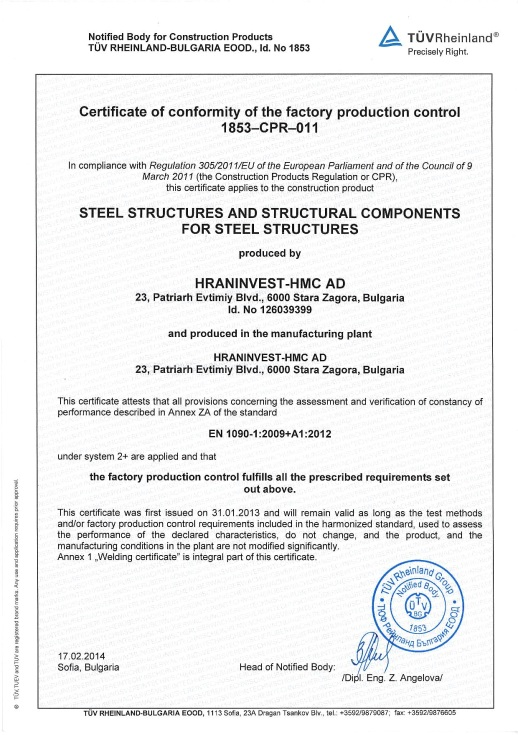 Notified Body for Construction Products
TÜV RHEINLAND-BULGARIA EOOD., Id. No 1853
TÜVRheinland®
Precisely Right.
Certificate of conformity of the factory production control
1853–CPR–011
In compliance with Regulation 305/2011/EU of the European Parliament and of the Council of 9
March 2011 (the Construction Products Regulation or CPR),
this certificate applies to the construction product
STEEL STRUCTURES AND STRUCTURAL COMPONENTS
FOR STEEL STRUCTURES
produced by
HRANINVEST-HMC AD
23, Patriarh Evtimiy Blvd., 6000 Stara Zagora, Bulgaria
Id. No 126039399
and produced in the manufacturing plant
HRANINVEST-HMC AD
23, Patriarh Evtimiy Blvd., 6000 Stara Zagora, Bulgaria
This certificate attests that all provisions concerning the assessment and verification of constancy of
performance described in Annex ZA of the standard
EN 1090-1:2009+A1:2012
under system 2+ are applied and that
the factory production control fulfills all the prescribed requirements set
out above.
This certificate was first issued on 31.01.2013 and will remain valid as long as the test methods
and/or factory production control requirements included in the harmonized standard, used to assess
the performance of the declared characteristics, do not change, and the product, and the
manufacturing conditions in the plant are not modified significantly.
Annex 1 „Welding certificate" is integral part of this certificate.
TÜV Rheinland Group
Notified Body
TÜV
BG
1853
ТЮФ Рейнланд България ЕООД
17.02.2014
Sofia, Bulgaria
Head of Notified Body:
/Dipl. Eng. Z. Angelova/
® TÜV, TUEV and TUV are registered trand marks. Any use and application requires prior approval.
TÜV RHEINLAND-BULGARIA EOOD, 1113 Sofia, 23A Dragan Tsankov Blv., tel.: +3592/9879087; fax: +3592/9876605